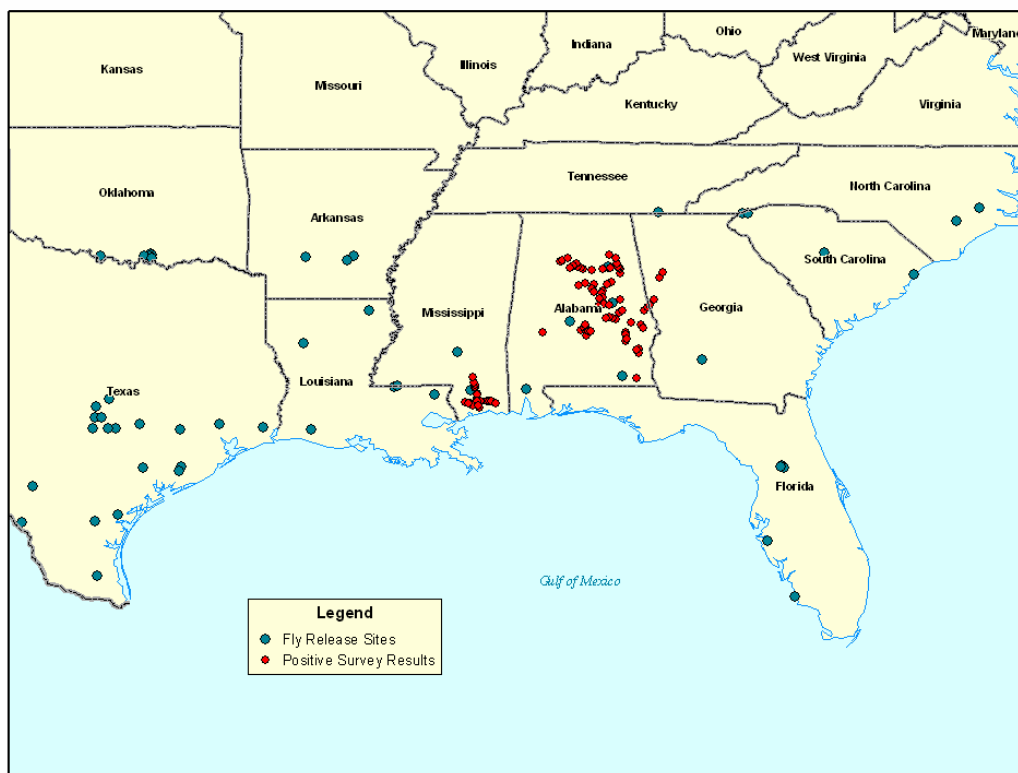 Ohio
Maryland
Indiana
West Virginia
Illinois
Kansas
Missouri
Kentucky
Virginia
Tennessee
North Carolina
Oklahoma
Arkansas
South Carolina
Mississippi
Alabama
Georgia
Texas
Louisiana
Florida
Gulf of Mexico
Legend
Fly Release Sites
Positive Survey Results